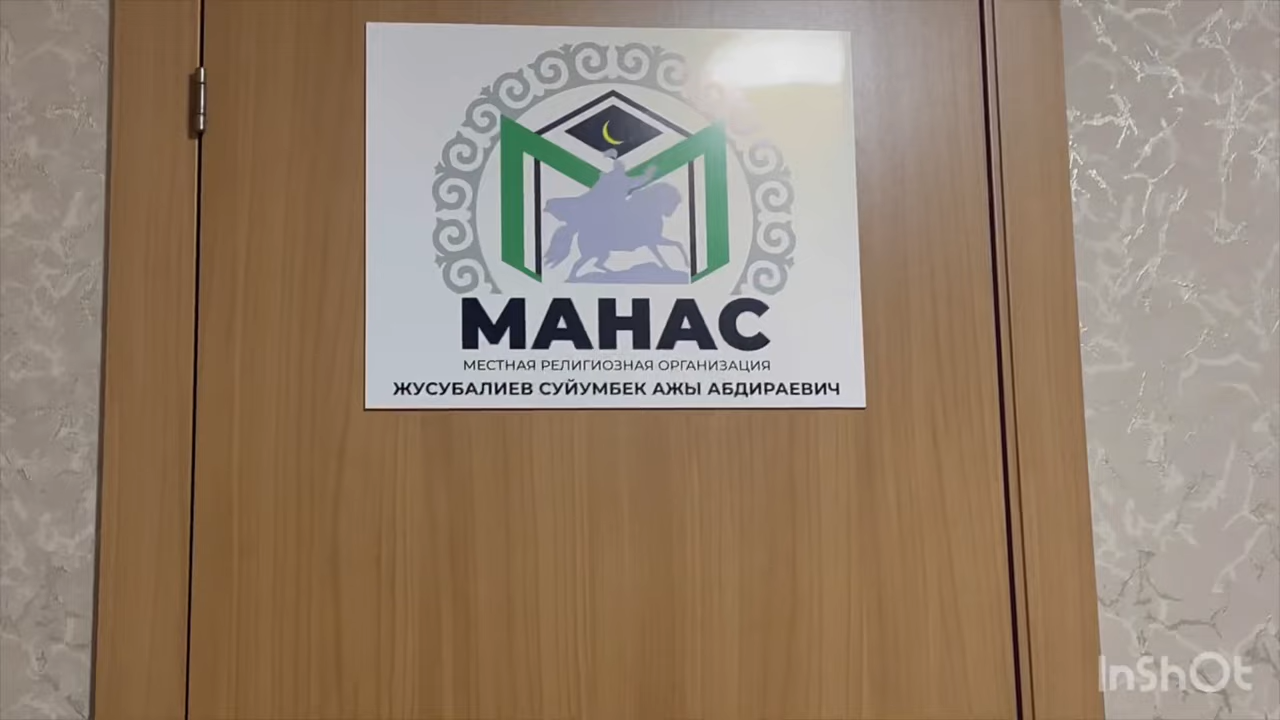 МАНАС
МЕСТНАЯ РЕЛИГИОЗНАЯ ОРГАНИЗАЦИЯ
ЖУСУБАЛИЕВ СУЙУМБЕК АЖЫ АБДИРАЕВИЧ
InShOt